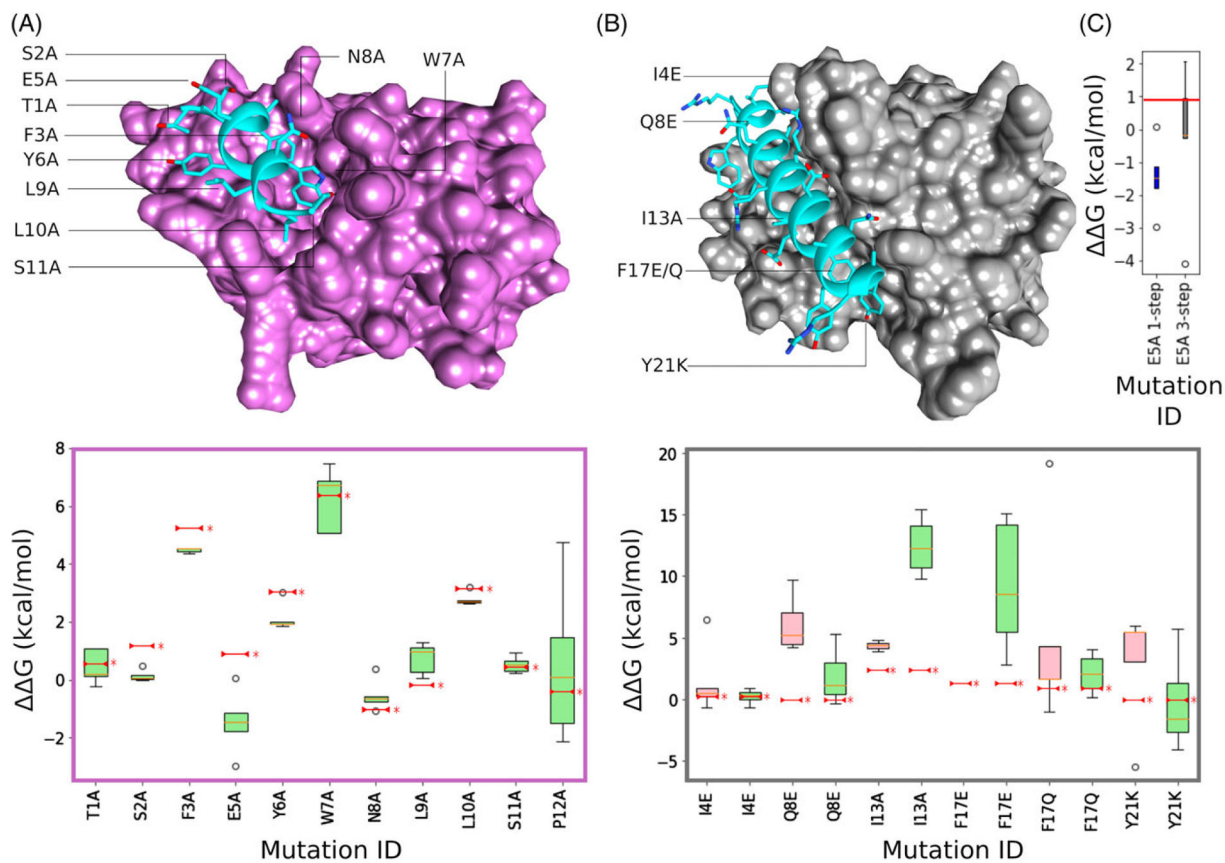 (A)
S2A
E5A
T1A
F3A
Y6A
L9A
L10A
S11A
N8A
W7A
(B)
I4E
Q8E
I13A
F17E/Q
Y21K
(C)
ΔΔG (kcal/mol)
2
1
0
−1
−2
−3
−4
E5A 1-step
E5A 3-step
Mutation
ID
ΔΔG (kcal/mol)
8
6
4
2
0
−2
*
*
*
*
*
*
*
*
*
*
*
T1A
S2A
F3A
E5A
Y6A
W7A
N8A
L9A
L10A
S11A
P12A
Mutation ID
ΔΔG (kcal/mol)
20
15
10
5
0
−5
*
*
*
*
*
*
*
*
*
*
*
*
I4E
I4E
Q8E
Q8E
I13A
I13A
F17E
F17E
F17Q
F17Q
Y21K
Y21K
Mutation ID